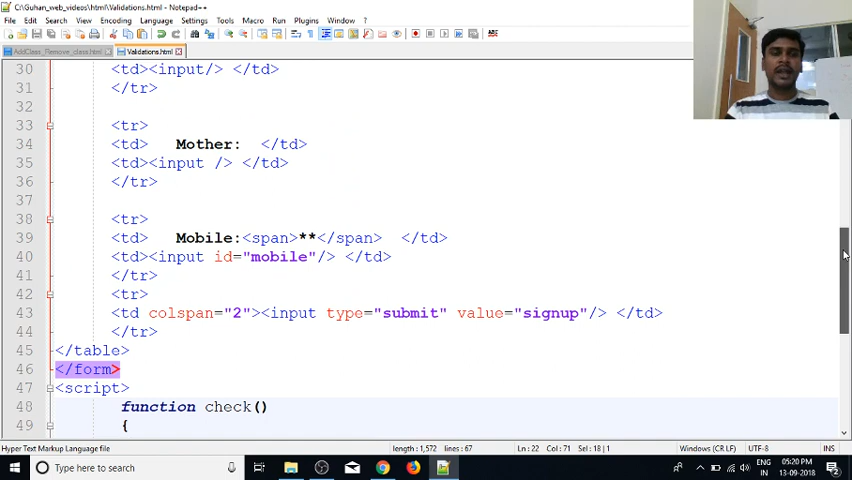 C:\Guhan_web_videos\html\Validations.html - Notepad++
File Edit Search View Encoding Language Settings Tools Macro Run Plugins Window ?
AddClass_Remove_class.html Validations.html
30 <td><input/> </td>
31 </tr>
32
33 <tr>
34 <td> Mother: </td>
35 <td><input /> </td>
36 </tr>
37
38 <tr>
39 <td> Mobile:<span>**</span> </td>
40 <td><input id="mobile"/> </td>
41 </tr>
42 <tr>
43 <td colspan="2"><input type="submit" value="signup"/> </td>
44 </tr>
45 </table>
46 </form>
47 <script>
48 function check()
49 {
Hyper Text Markup Language file length : 1,572 lines : 67 Ln : 22 Col : 71 Sel : 18 | 1 Windows (CR LF) UTF-8 INS
Type here to search
ENG
IN
05:20 PM
13-09-2018